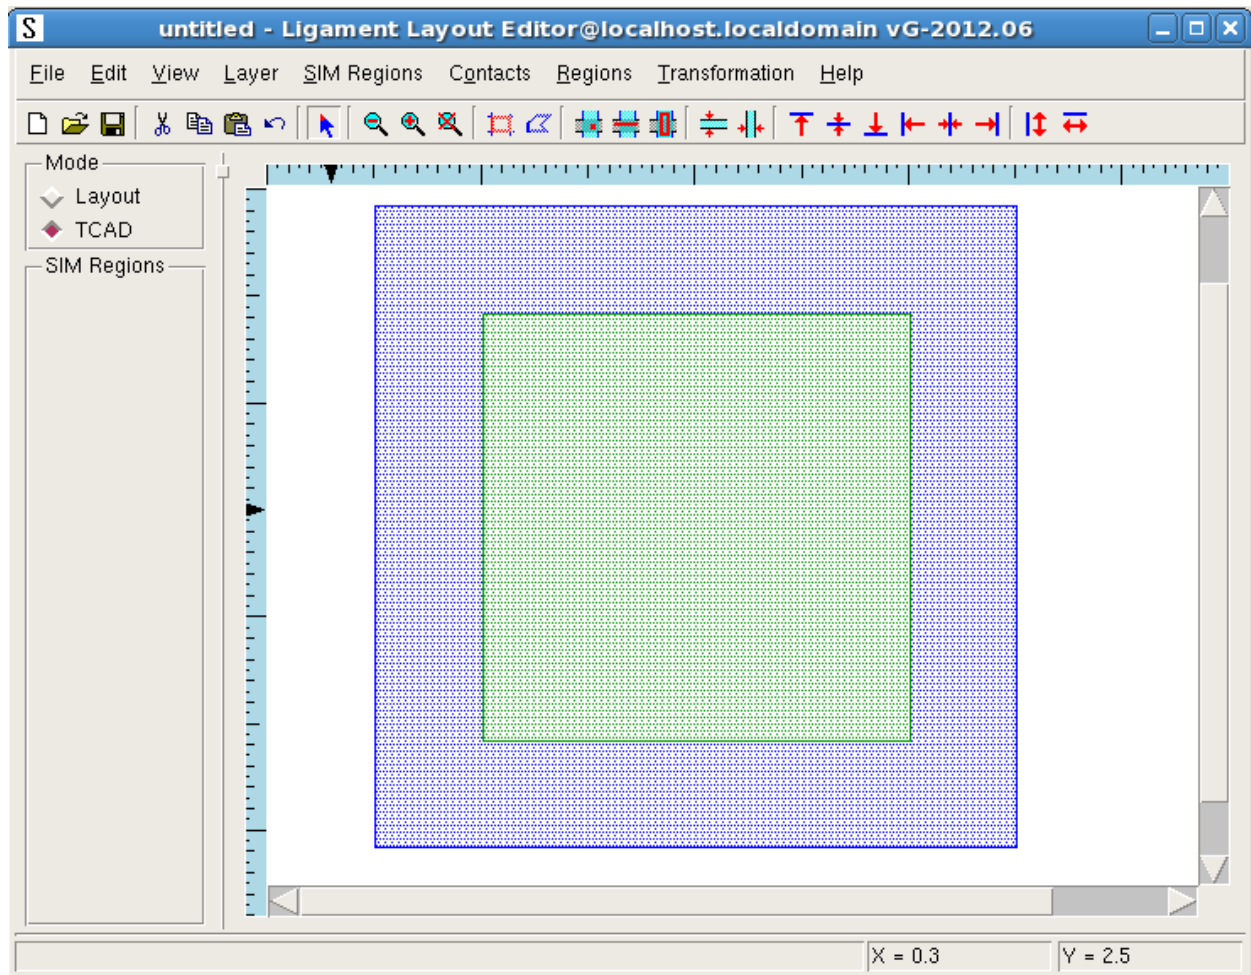 S untitled - Ligament Layout Editor@localhost.localdomain vG-2012.06
File Edit View Layer SIM Regions Contacts Regions Transformation Help
Mode
Layout
TCAD
SIM Regions
X = 0.3 Y = 2.5